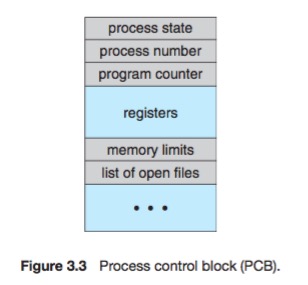 process state
process number
program counter
registers
memory limits
list of open files
• • •
Figure 3.3 Process control block (PCB).